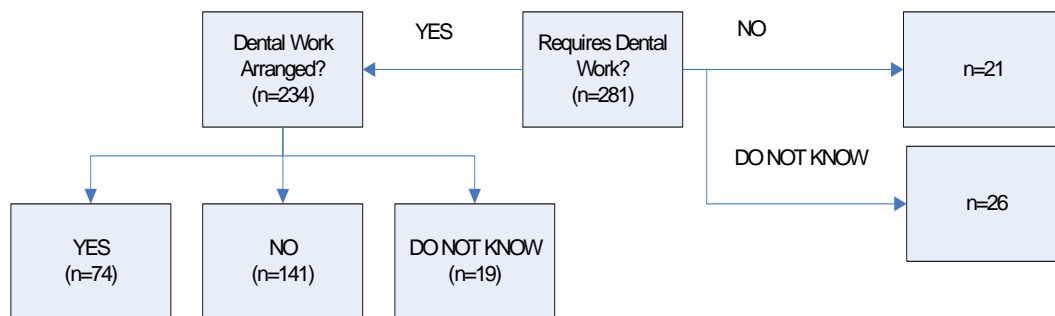 YES
NO
Dental Work
Arranged?
(n=234)
Requires Dental
Work?
(n=281)
n=21
DO NOT KNOW
n=26
YES
(n=74)
NO
(n=141)
DO NOT KNOW
(n=19)